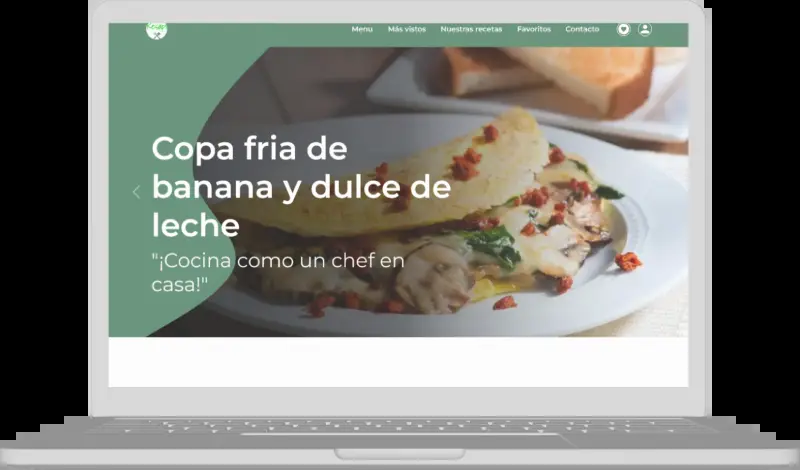 Menu Más vistos Nuestras recetas Favoritos Contacto
Copa fria de
banana y dulce de
leche
"¡Cocina como un chef en
casa!"